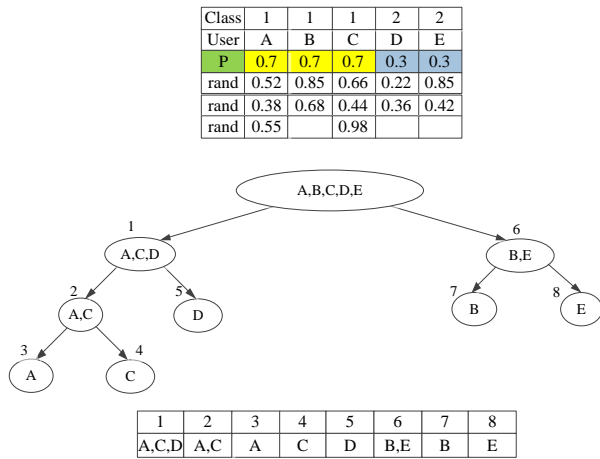 Class 1 1 1 2 2
User A B C D E
P 0.7 0.7 0.7 0.3 0.3
rand 0.52 0.85 0.66 0.22 0.85
rand 0.38 0.68 0.44 0.36 0.42
rand 0.55 0.98
A,B,C,D,E
1 6
A,C,D B,E
2 5 7 8
A,C D B E
3 4
A C
1 2 3 4 5 6 7 8
A,C,D A,C A C D B,E B E